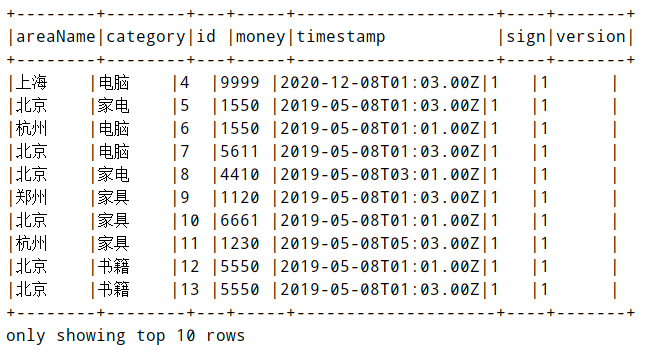 +--------+--------+---+-----+--------------------+----+-------+
|areaName|category|id |money|timestamp           |sign|version|
+--------+--------+---+-----+--------------------+----+-------+
|上海      |电脑      |4  |9999 |2020-12-08T01:03.00Z|1   |1      |
|北京      |家电      |5  |1550 |2019-05-08T01:03.00Z|1   |1      |
|杭州      |电脑      |6  |1550 |2019-05-08T01:01.00Z|1   |1      |
|北京      |电脑      |7  |5611 |2019-05-08T01:03.00Z|1   |1      |
|北京      |家电      |8  |4410 |2019-05-08T03:01.00Z|1   |1      |
|郑州      |家具      |9  |1120 |2019-05-08T01:03.00Z|1   |1      |
|北京      |家具      |10 |6661 |2019-05-08T01:01.00Z|1   |1      |
|杭州      |家具      |11 |1230 |2019-05-08T05:03.00Z|1   |1      |
|北京      |书籍      |12 |5550 |2019-05-08T01:01.00Z|1   |1      |
|北京      |书籍      |13 |5550 |2019-05-08T01:03.00Z|1   |1      |
+--------+--------+---+-----+--------------------+----+-------+
only showing top 10 rows